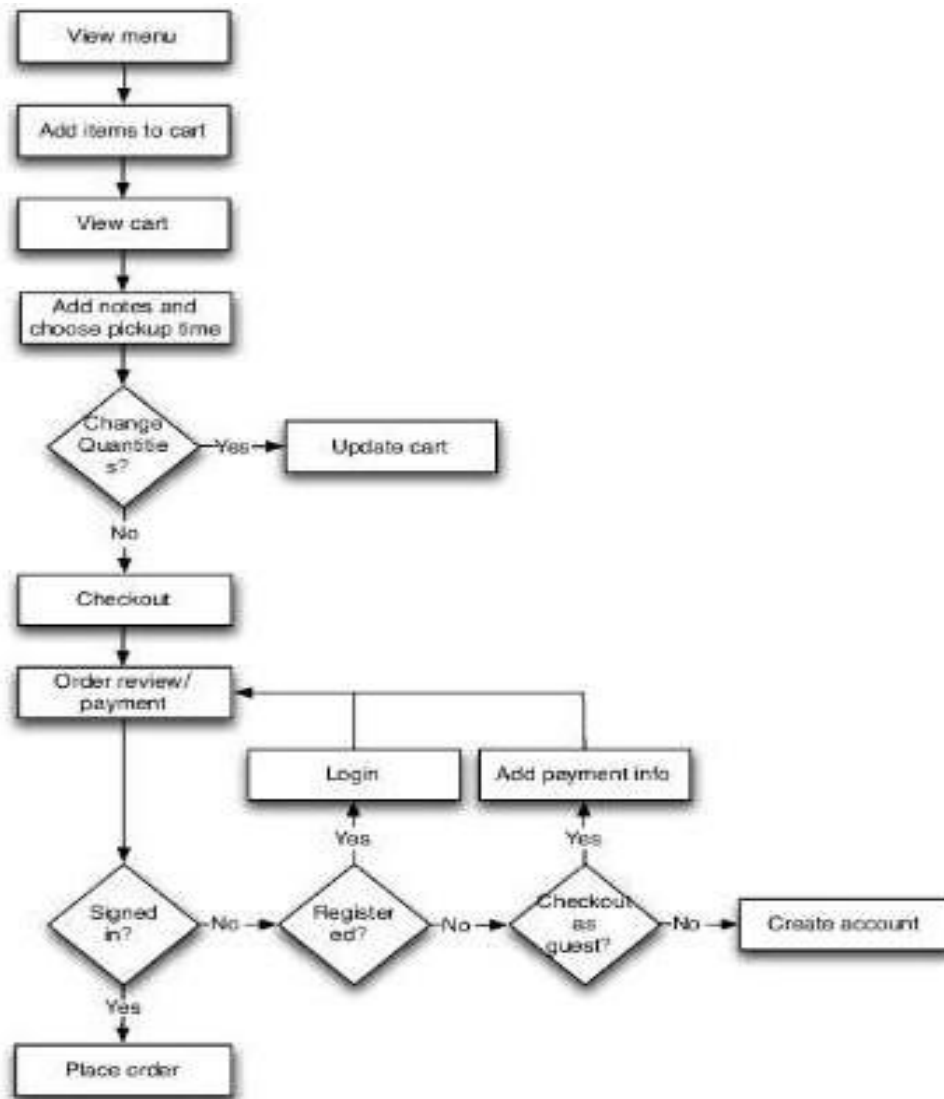 View menu
Add items to cart
View cart
Add notes and
choose pickup time
Change
Quantitie
s?
Yes
Update cart
No
Checkout
Order review/
payment
Login
Add payment info
Yes
Yes
Signed
in?
No
Register
ed?
No
Checkout
as
guest?
No
Create account
Yes
Place order